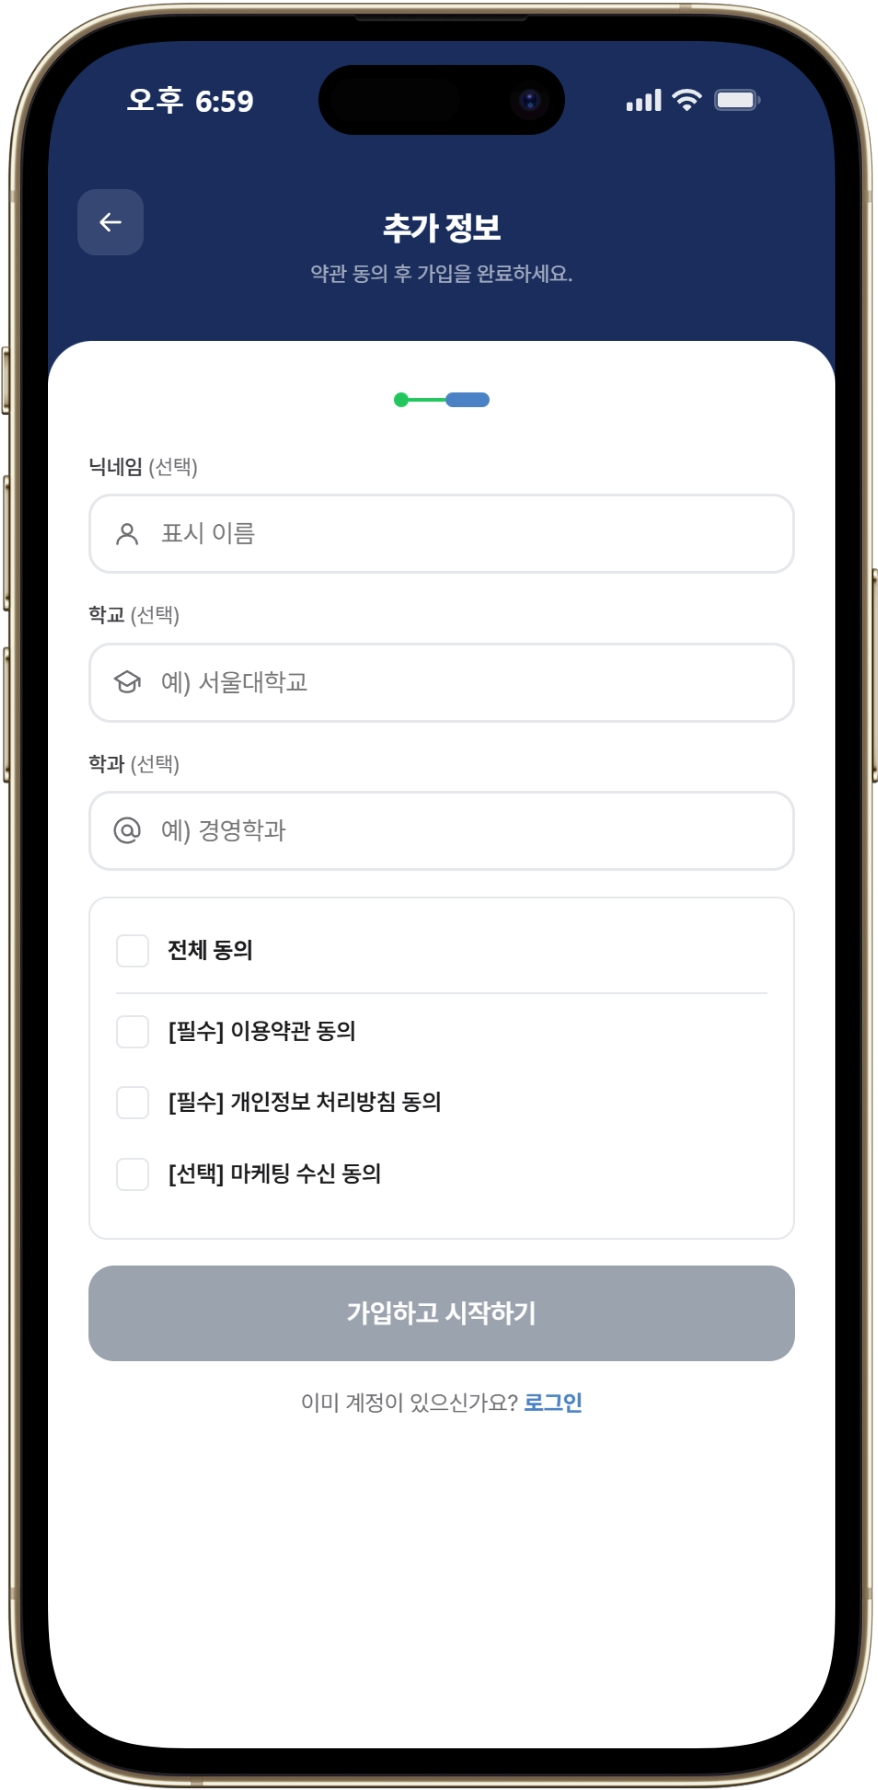 오후 6:59
추가 정보
약관 동의 후 가입을 완료하세요.
닉네임 (선택)
표시 이름
학교 (선택)
예) 서울대학교
학과 (선택)
예) 경영학과
전체 동의
[필수] 이용약관 동의
[필수] 개인정보 처리방침 동의
[선택] 마케팅 수신 동의
가입하고 시작하기
이미 계정이 있으신가요? 로그인